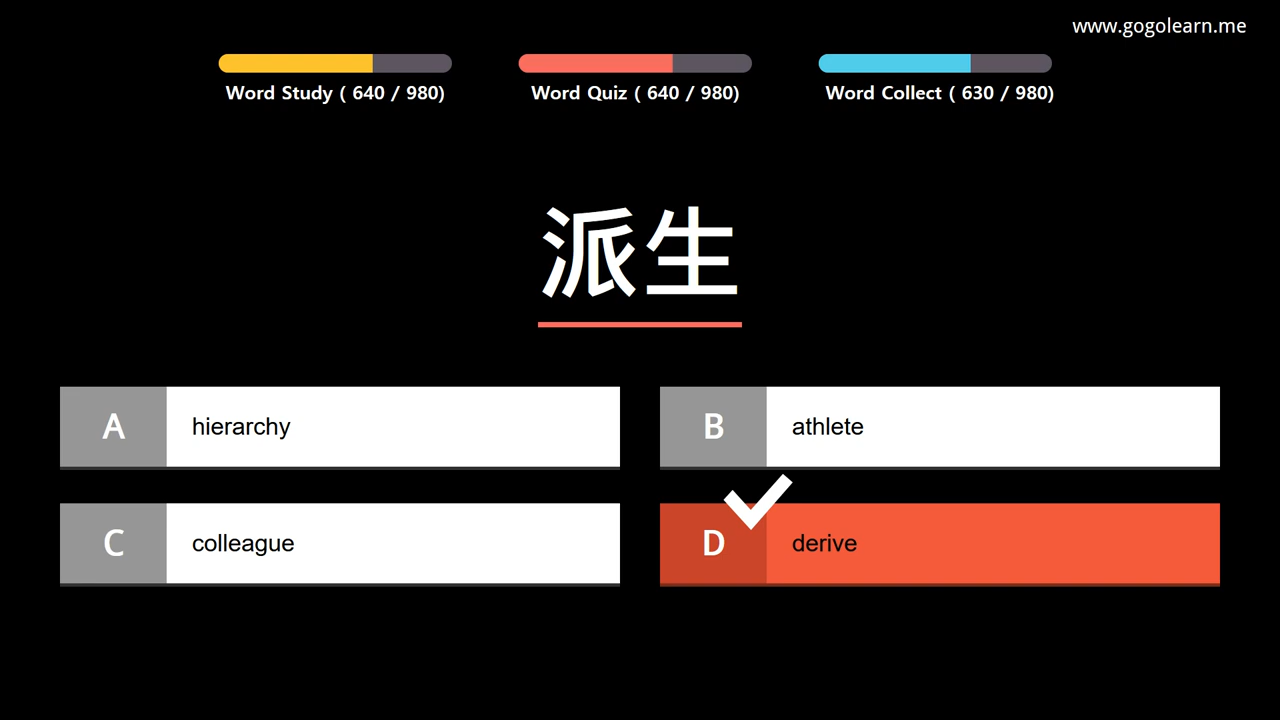 www.gogolearn.me
Word Study ( 640 / 980)
Word Quiz ( 640 / 980)
Word Collect ( 630 / 980)
派生
A hierarchy
B athlete
C colleague
D derive